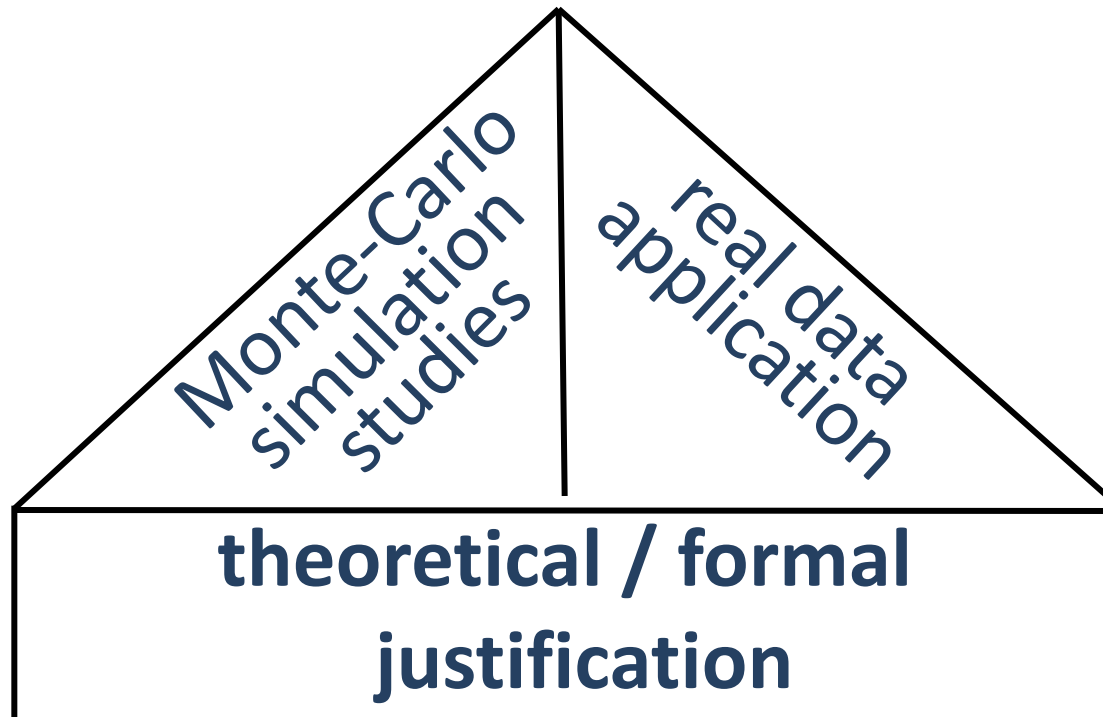 Monte-Carlo
simulation
studies
real data
application
theoretical / formal
justification